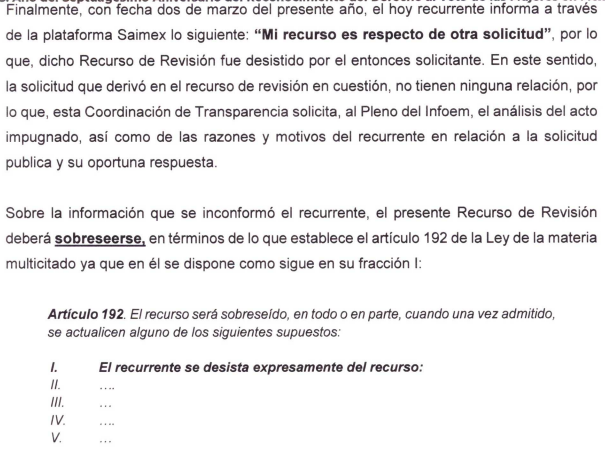 Finalmente, con fecha dos de marzo del presente año, el hoy recurrente informa a través
de la plataforma Saimex lo siguiente: “Mi recurso es respecto de otra solicitud”, por lo
que, dicho Recurso de Revisión fue desistido por el entonces solicitante. En este sentido,
la solicitud que derivó en el recurso de revisión en cuestión, no tienen ninguna relación, por
lo que, esta Coordinación de Transparencia solicita, al Pleno del Infoem, el análisis del acto
impugnado, así como de las razones y motivos del recurrente en relación a la solicitud
publica y su oportuna respuesta.
Sobre la información que se inconformó el recurrente, el presente Recurso de Revisión
deberá sobreseerse, en términos de lo que establece el artículo 192 de la Ley de la materia
multicitado ya que en él se dispone como sigue en su fracción I:
Artículo 192. El recurso será sobreseído, en todo o en parte, cuando una vez admitido,
se actualicen alguno de los siguientes supuestos:
I. El recurrente se desista expresamente del recurso:
II. ....
III. ...
IV. ....
V. ...